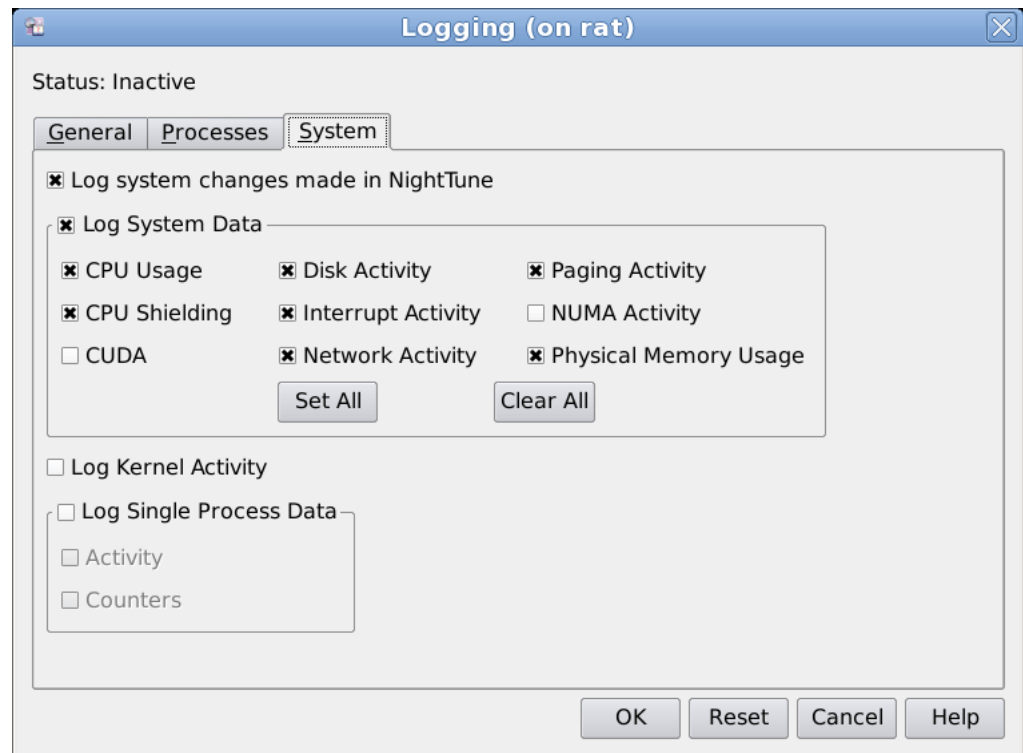 Logging (on rat)
Status: Inactive
General Processes System
Log system changes made in NightTune
Log System Data
CPU Usage Disk Activity Paging Activity
CPU Shielding Interrupt Activity NUMA Activity
CUDA Network Activity Physical Memory Usage
Set All Clear All
Log Kernel Activity
Log Single Process Data
Activity
Counters
OK Reset Cancel Help